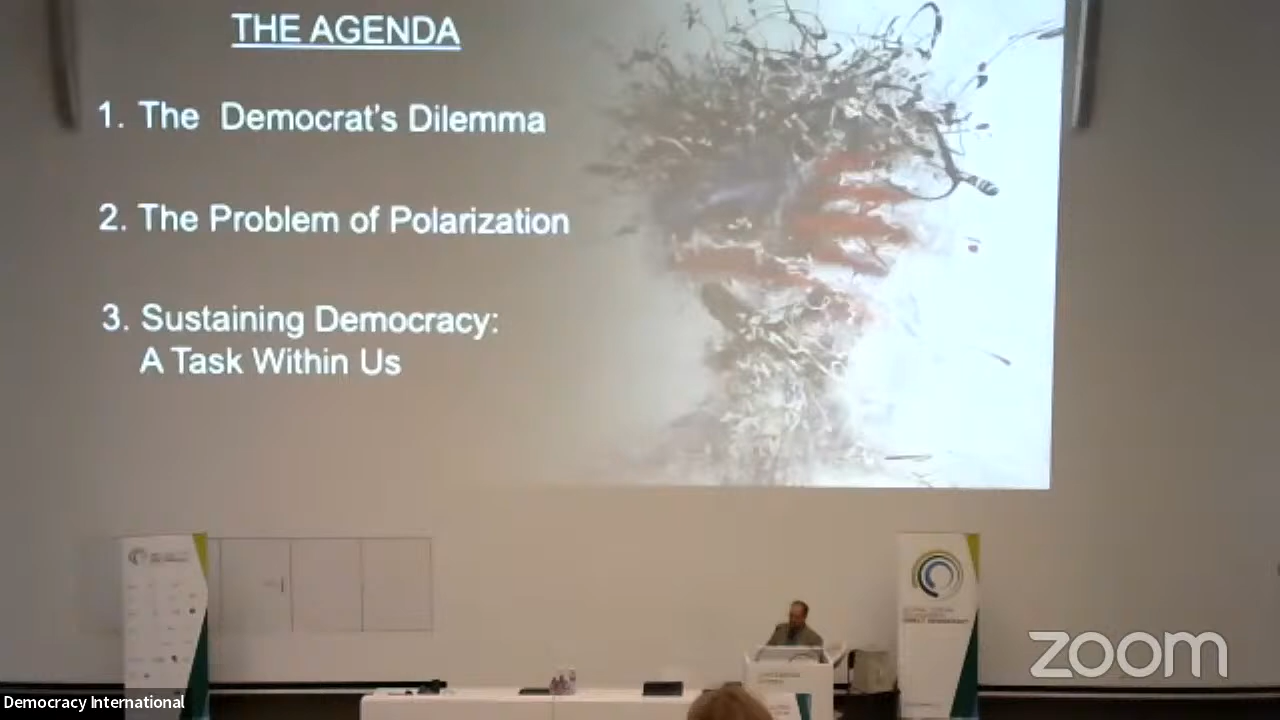 THE AGENDA
1. The Democrat's Dilemma
2. The Problem of Polarization
3. Sustaining Democracy:
A Task Within Us
zoom
Democracy International